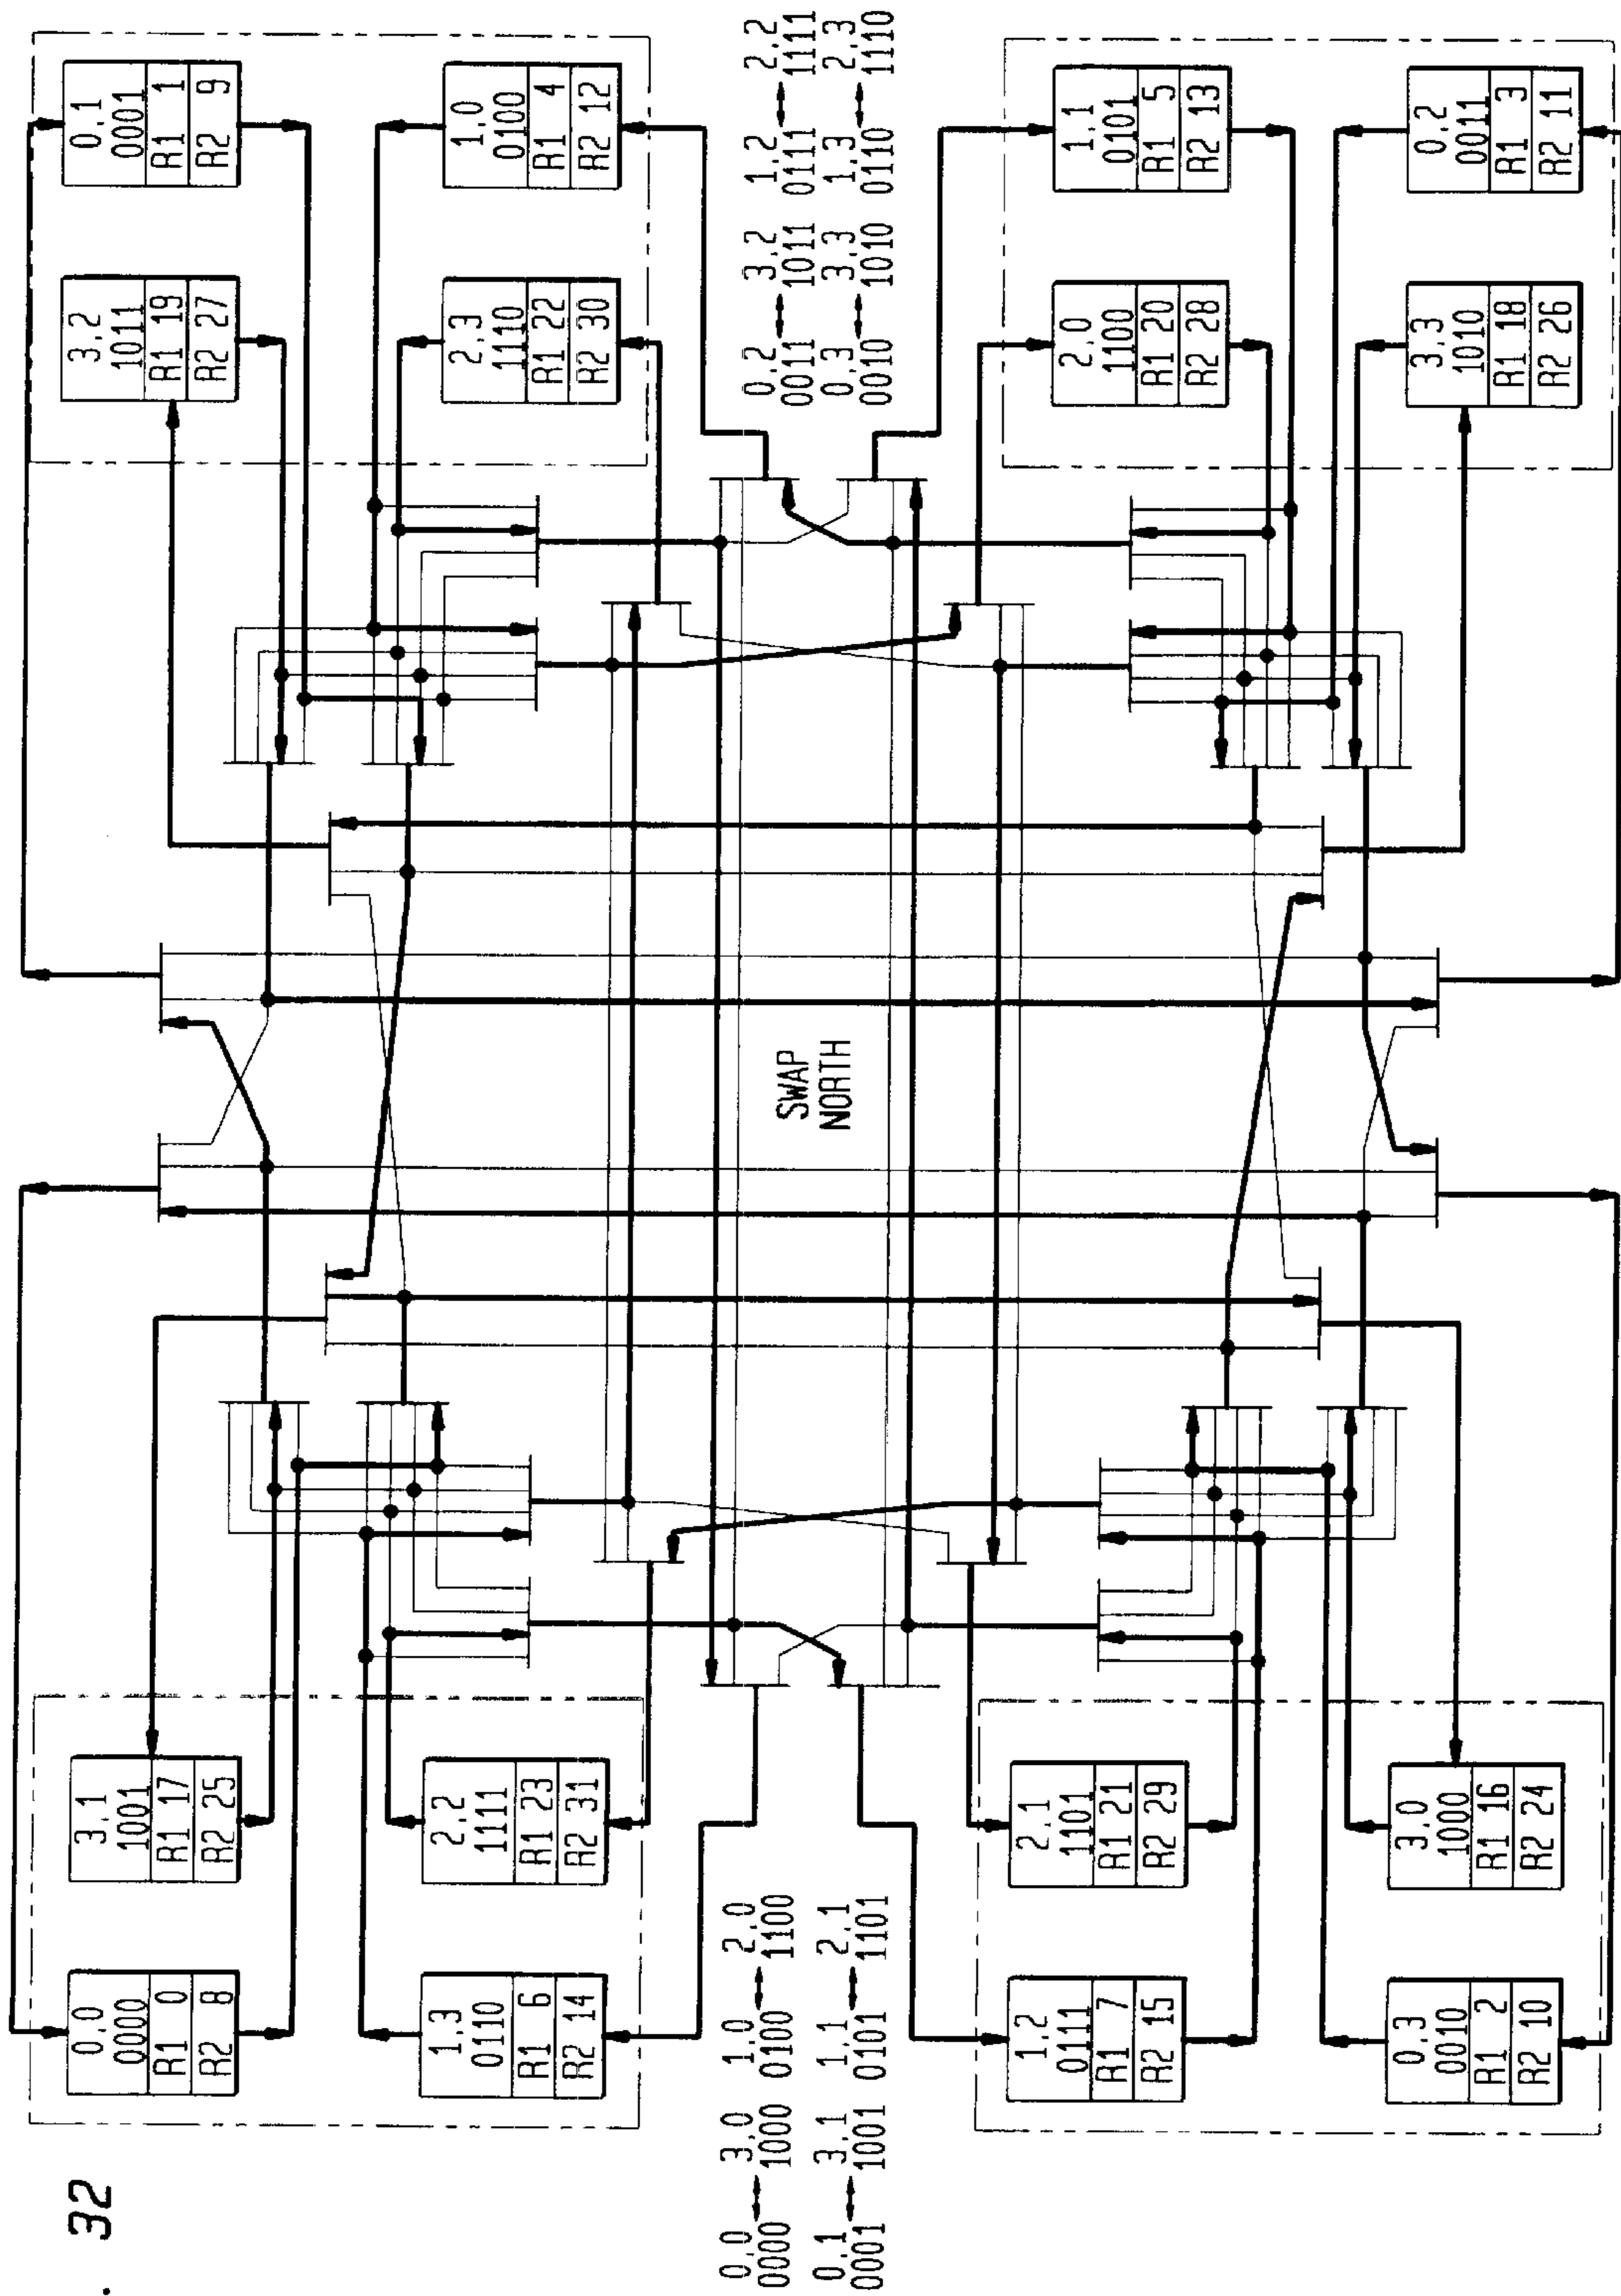 . 32
0,0
0000
R1 0
R2 8
3,1
1001
R1 17
R2 25
3,2
1011
R1 19
R2 27
0,1
0001
R1 1
R2 9
1,3
0110
R1 6
R2 14
2,2
1111
R1 23
R2 31
2,3
1110
R1 22
R2 30
1,0
0100
R1 4
R2 12
0,0 ↔ 3,0 1,0 ↔ 2,0
0000 1000 0100 1100
0,1 ↔ 3,1 1,1 ↔ 2,1
0001 1001 0101 1101
SWAP
NORTH
0,2 ↔ 3,2 1,2 ↔ 2,2
0011 1011 0111 1111
0,3 ↔ 3,3 1,3 ↔ 2,3
0010 1010 0110 1110
1,2
0111
R1 7
R2 15
2,1
1101
R1 21
R2 29
2,0
1100
R1 20
R2 28
1,1
0101
R1 5
R2 13
0,3
0010
R1 2
R2 10
3,0
1000
R1 16
R2 24
3,3
1010
R1 18
R2 26
0,2
0011
R1 3
R2 11